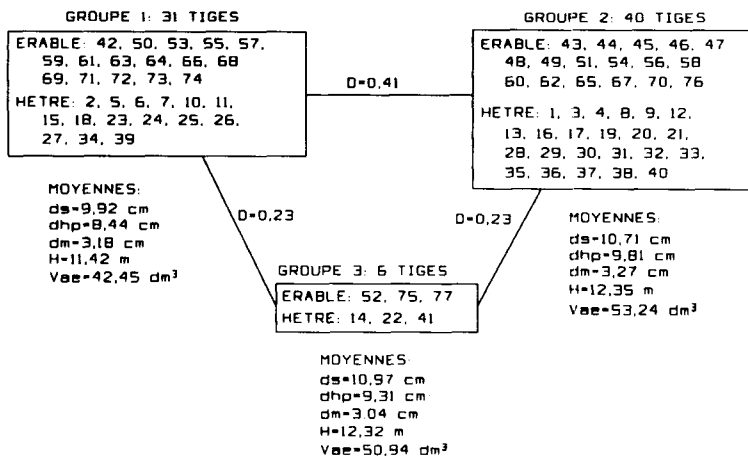 GROUPE 1: 31 TIGES
ERABLE: 42, 50, 53, 55, 57,
59, 61, 63, 64, 66, 68
69, 71, 72, 73, 74
HETRE: 2, 5, 6, 7, 10, 11,
15, 18, 23, 24, 25, 26,
27, 34, 39
MOYENNES:
ds=9,92 cm
dhp=8,44 cm
dm=3,18 cm
H=11,42 m
Vae=42,45 dm³
D=0,41
GROUPE 2: 40 TIGES
ERABLE: 43, 44, 45, 46, 47
48, 49, 51, 54, 56, 58
60, 62, 65, 67, 70, 76
HETRE: 1, 3, 4, 8, 9, 12,
13, 16, 17, 19, 20, 21,
28, 29, 30, 31, 32, 33,
35, 36, 37, 38, 40
MOYENNES:
ds=10,71 cm
dhp=9,81 cm
dm=3,27 cm
H=12,35 m
Vae=53,24 dm³
D=0,23
D=0,23
GROUPE 3: 6 TIGES
ERABLE: 52, 75, 77
HETRE: 14, 22, 41
MOYENNES:
ds=10,97 cm
dhp=9,31 cm
dm=3,04 cm
H=12,32 m
Vae=50,94 dm³